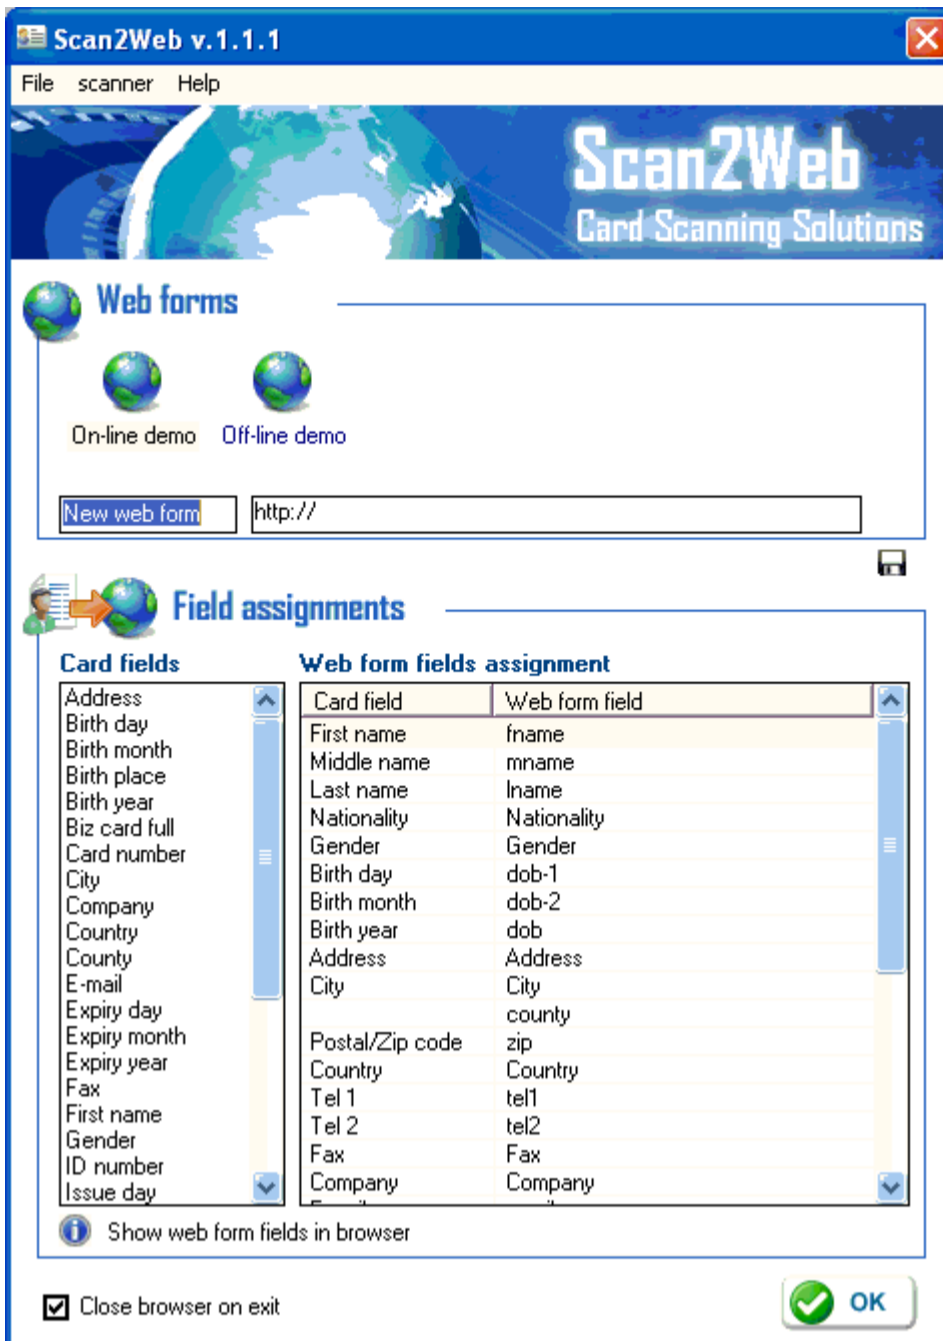 Scan2Web v.1.1.1
File scanner Help
Scan2Web
Card Scanning Solutions
Web forms
On-line demo Off-line demo
New web form http://
Field assignments
Card fields
Address
Birth day
Birth month
Birth place
Birth year
Biz card full
Card number
City
Company
Country
County
E-mail
Expiry day
Expiry month
Expiry year
Fax
First name
Gender
ID number
Issue day
Web form fields assignment
Card field Web form field
First name fname
Middle name mname
Last name lname
Nationality Nationality
Gender Gender
Birth day dob-1
Birth month dob-2
Birth year dob
Address Address
City City
county
Postal/Zip code zip
Country Country
Tel 1 tel1
Tel 2 tel2
Fax Fax
Company Company
Show web form fields in browser
Close browser on exit
OK